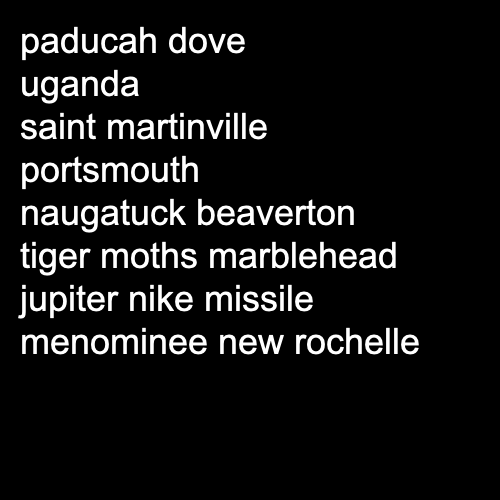 paducah dove
uganda
saint martinville
portsmouth
naugatuck beaverton
tiger moths marblehead
jupiter nike missile
menominee new rochelle